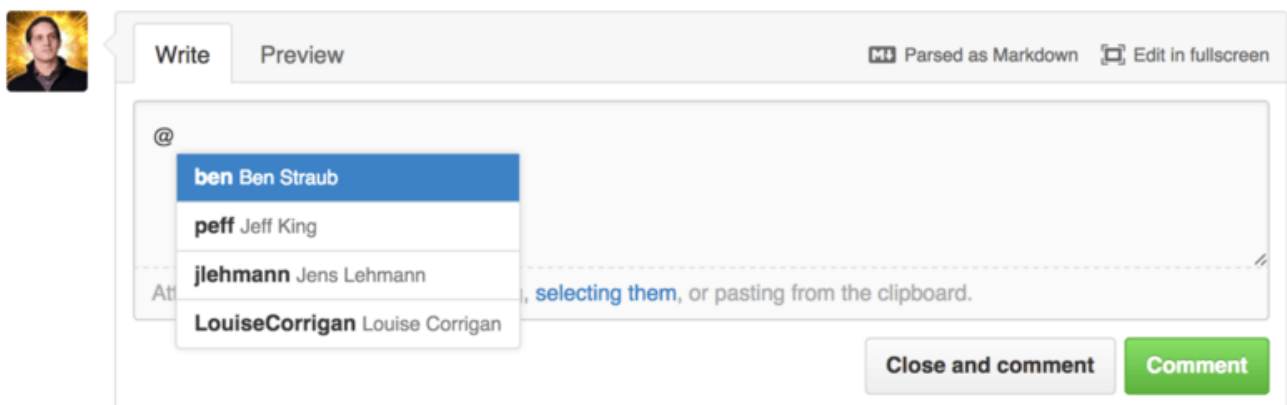 Write Preview Parsed as Markdown Edit in fullscreen
@
ben Ben Straub
peff Jeff King
jlehmann Jens Lehmann
selecting them, or pasting from the clipboard.
LouiseCorrigan Louise Corrigan
Close and comment Comment